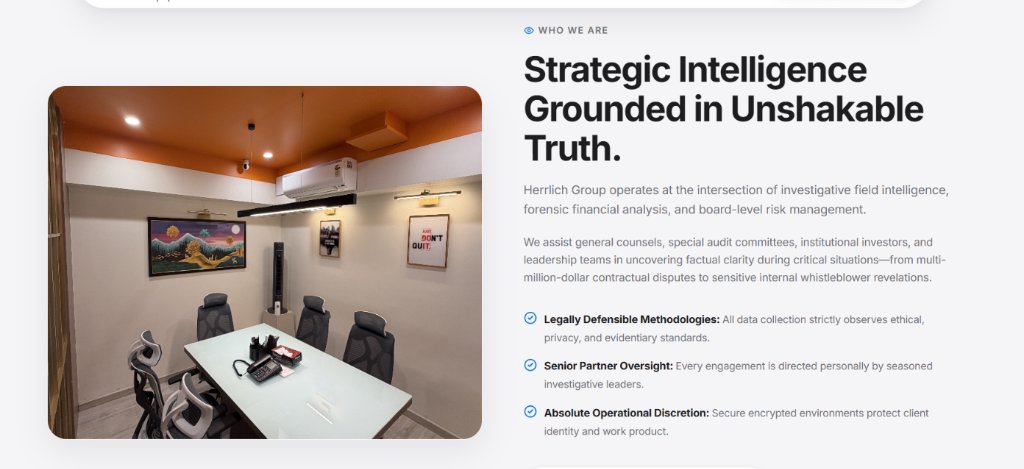 WHO WE ARE
Strategic Intelligence
Grounded in Unshakable
Truth.
Herrlich Group operates at the intersection of investigative field intelligence,
forensic financial analysis, and board-level risk management.
We assist general counsels, special audit committees, institutional investors, and
leadership teams in uncovering factual clarity during critical situations—from multi-
million-dollar contractual disputes to sensitive internal whistleblower revelations.
Legally Defensible Methodologies: All data collection strictly observes ethical,
privacy, and evidentiary standards.
Senior Partner Oversight: Every engagement is directed personally by seasoned
investigative leaders.
Absolute Operational Discretion: Secure encrypted environments protect client
identity and work product.
DON'T
QUIT.